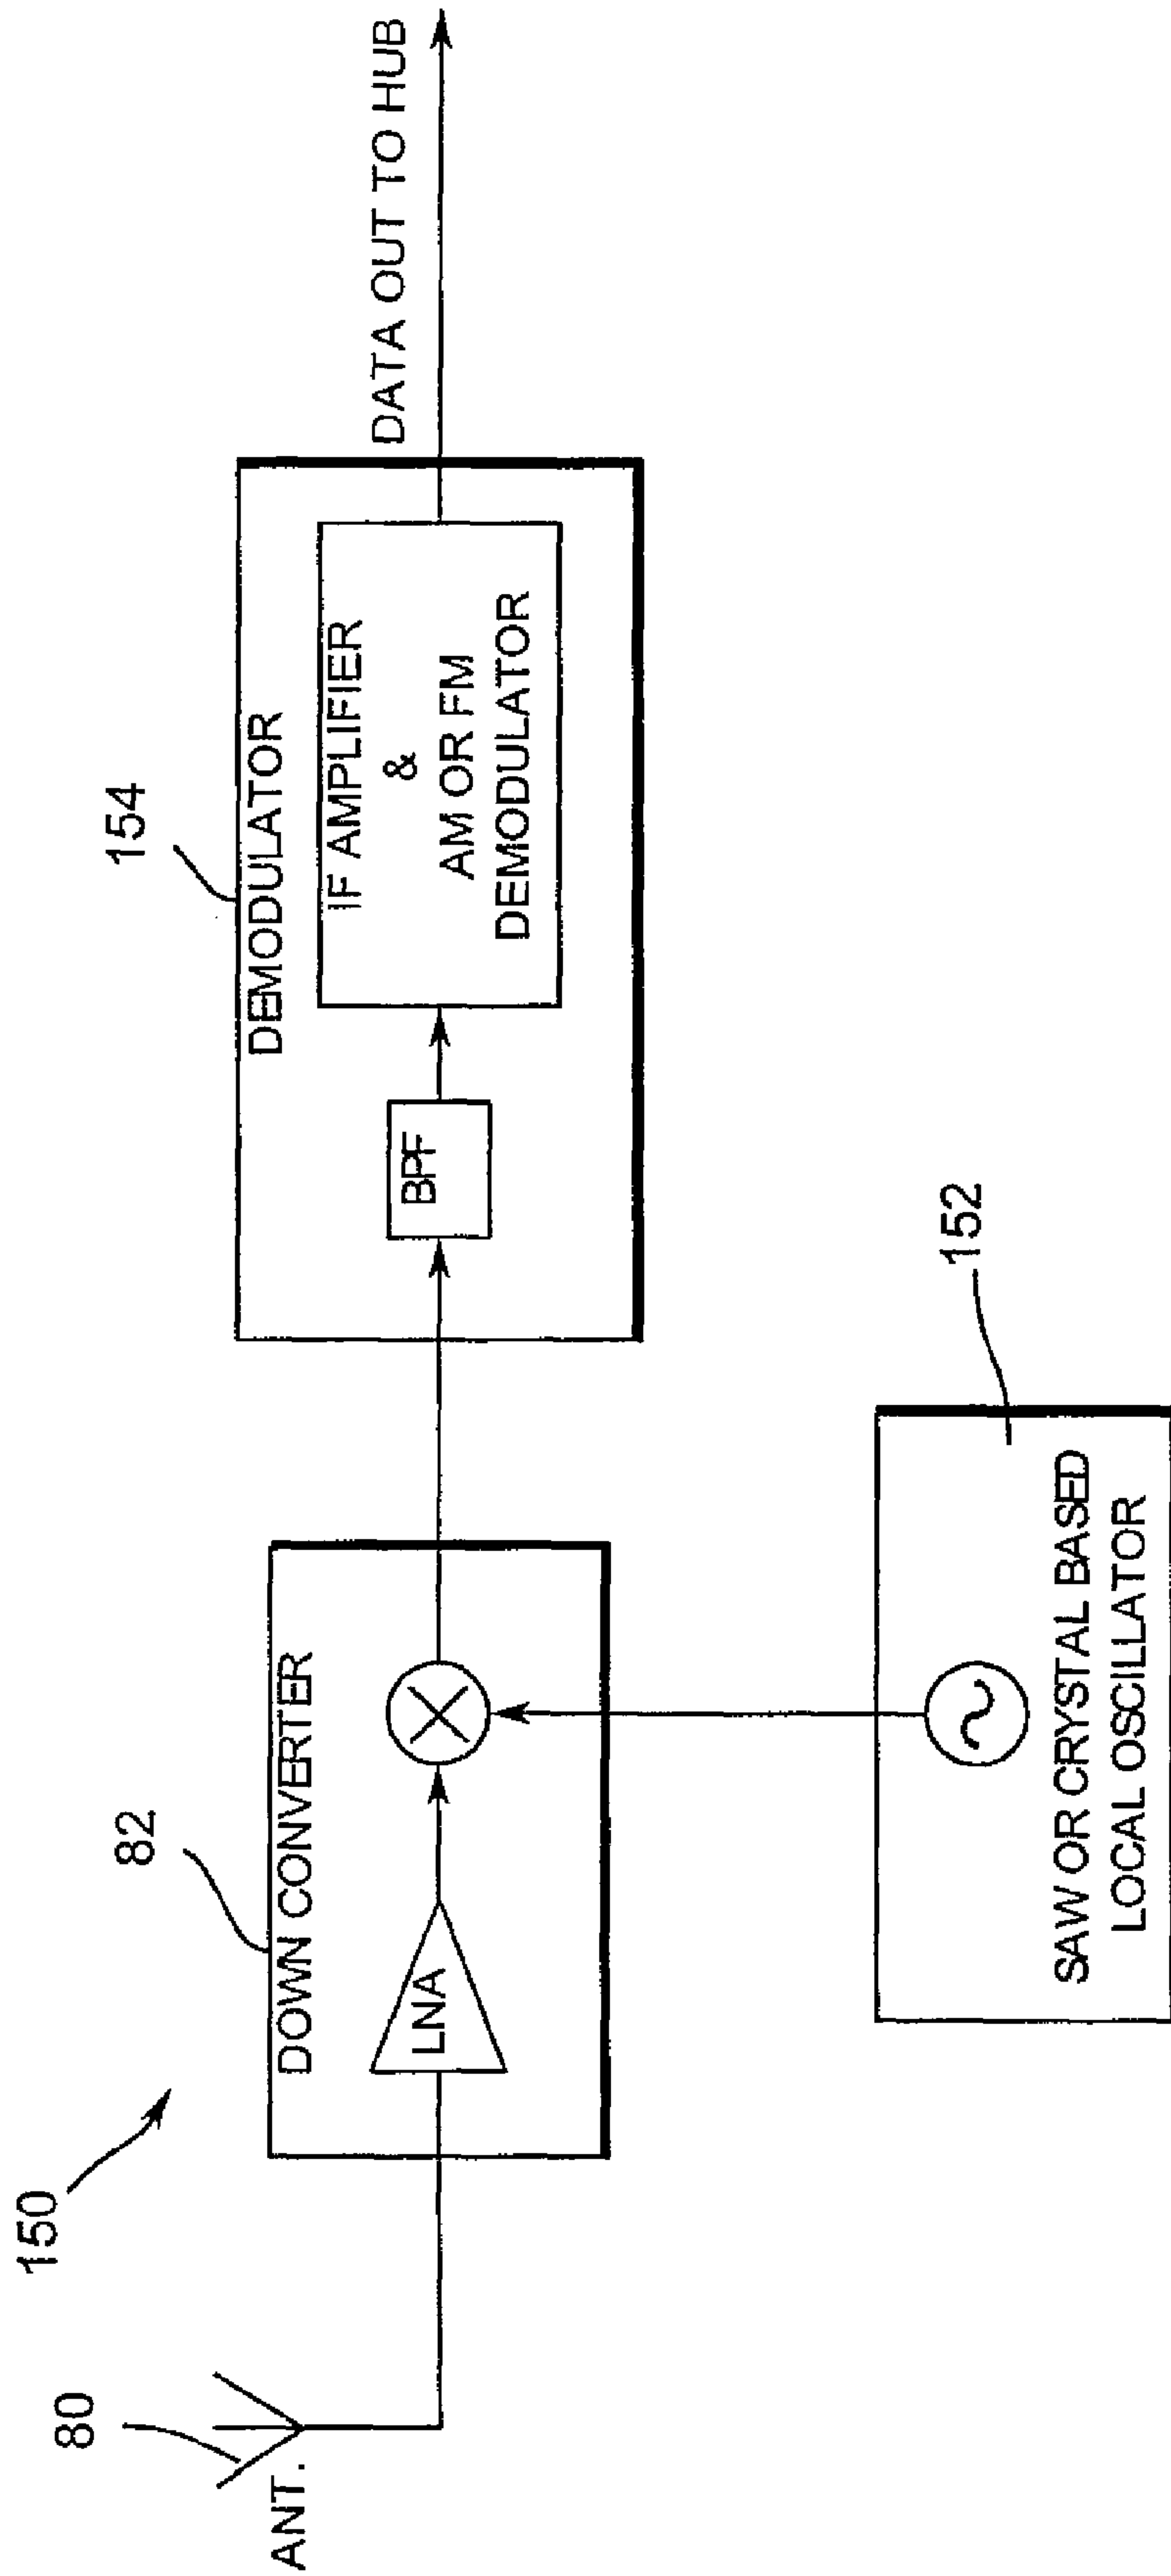 150
80
ANT.
82
DOWN CONVERTER
LNA
154
DEMODULATOR
BPF
IF AMPLIFIER
&
AM OR FM
DEMODULATOR
DATA OUT TO HUB
152
SAW OR CRYSTAL BASED
LOCAL OSCILLATOR